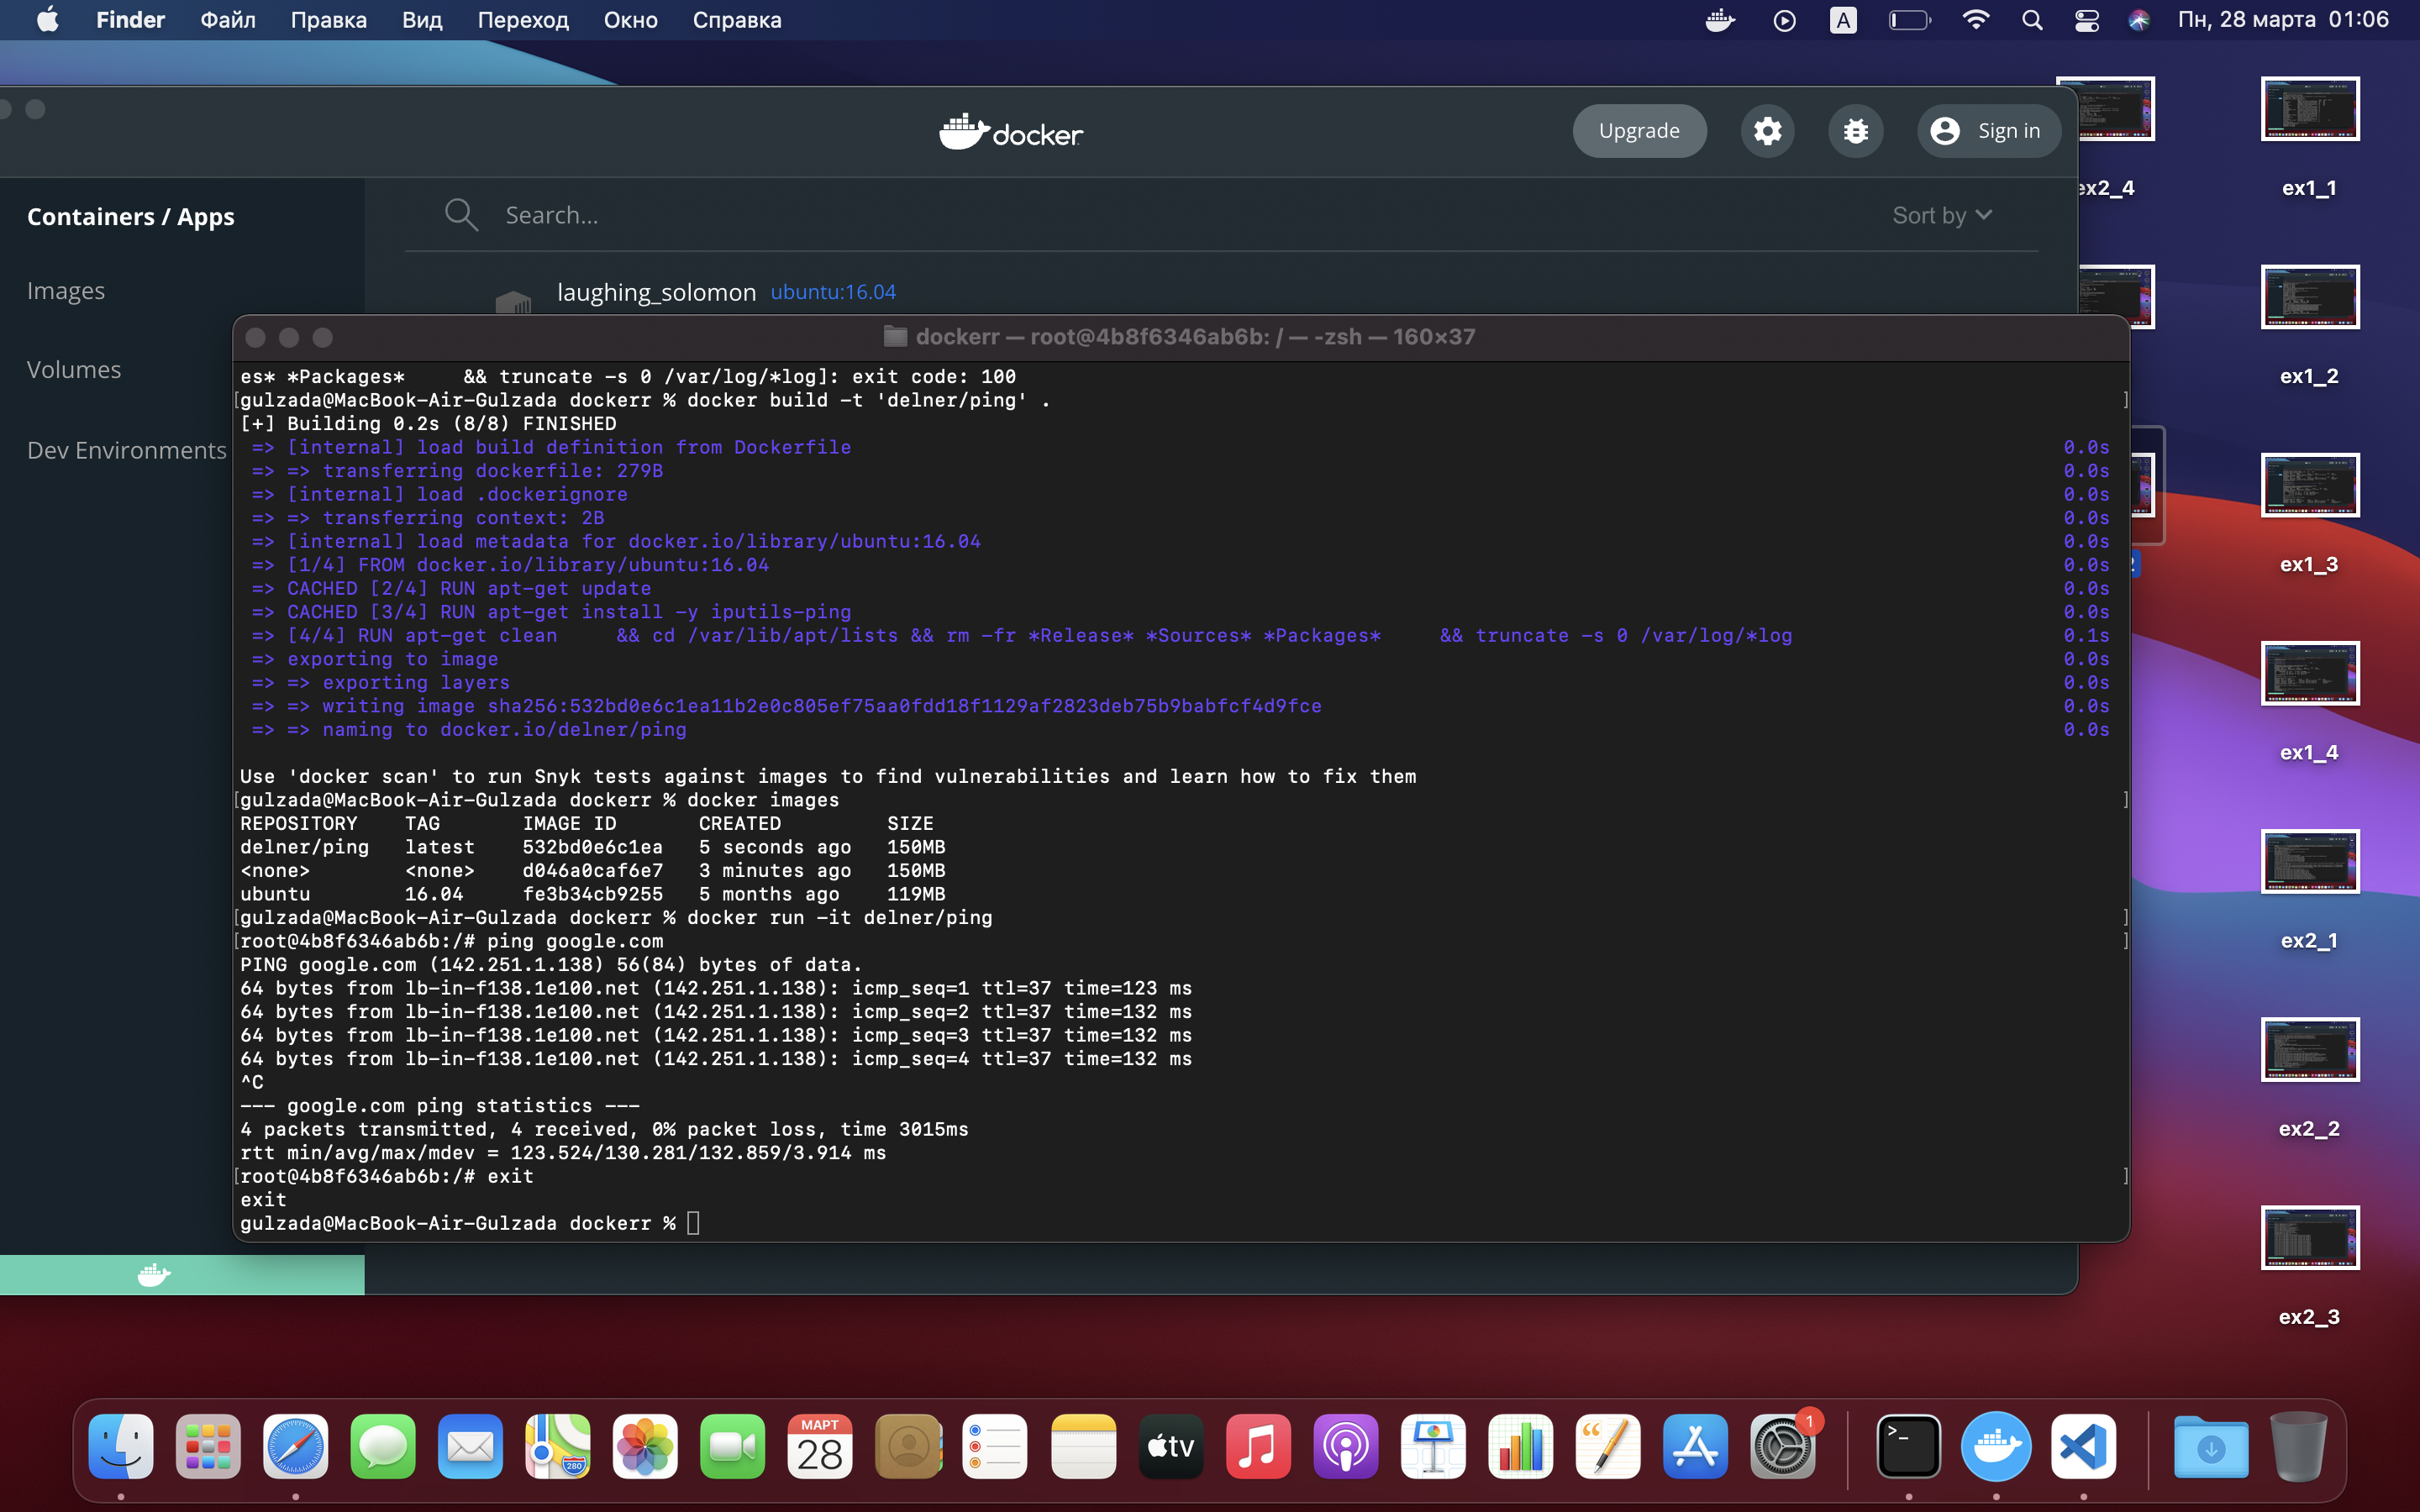 Finder Файл Правка Вид Переход Окно Справка A Пн, 28 марта 01:06
docker
Upgrade
Sign in
Containers / Apps
Images
Volumes
Dev Environments
Search...
Sort by
laughing_solomon ubuntu:16.04
dockerr — root@4b8f6346ab6b: / — -zsh — 160×37
es* *Packages*     && truncate -s 0 /var/log/*log]: exit code: 100
[gulzada@MacBook-Air-Gulzada dockerr % docker build -t 'delner/ping' . ]
[+] Building 0.2s (8/8) FINISHED
=> [internal] load build definition from Dockerfile 0.0s
=> => transferring dockerfile: 279B 0.0s
=> [internal] load .dockerignore 0.0s
=> => transferring context: 2B 0.0s
=> [internal] load metadata for docker.io/library/ubuntu:16.04 0.0s
=> [1/4] FROM docker.io/library/ubuntu:16.04 0.0s
=> CACHED [2/4] RUN apt-get update 0.0s
=> CACHED [3/4] RUN apt-get install -y iputils-ping 0.0s
=> [4/4] RUN apt-get clean     && cd /var/lib/apt/lists && rm -fr *Release* *Sources* *Packages*     && truncate -s 0 /var/log/*log 0.1s
=> exporting to image 0.0s
=> => exporting layers 0.0s
=> => writing image sha256:532bd0e6c1ea11b2e0c805ef75aa0fdd18f1129af2823deb75b9babfcf4d9fce 0.0s
=> => naming to docker.io/delner/ping 0.0s
Use 'docker scan' to run Snyk tests against images to find vulnerabilities and learn how to fix them
[gulzada@MacBook-Air-Gulzada dockerr % docker images ]
REPOSITORY    TAG       IMAGE ID       CREATED         SIZE
delner/ping   latest    532bd0e6c1ea   5 seconds ago   150MB
<none>        <none>    d046a0caf6e7   3 minutes ago   150MB
ubuntu        16.04     fe3b34cb9255   5 months ago    119MB
[gulzada@MacBook-Air-Gulzada dockerr % docker run -it delner/ping ]
[root@4b8f6346ab6b:/# ping google.com ]
PING google.com (142.251.1.138) 56(84) bytes of data.
64 bytes from lb-in-f138.1e100.net (142.251.1.138): icmp_seq=1 ttl=37 time=123 ms
64 bytes from lb-in-f138.1e100.net (142.251.1.138): icmp_seq=2 ttl=37 time=132 ms
64 bytes from lb-in-f138.1e100.net (142.251.1.138): icmp_seq=3 ttl=37 time=132 ms
64 bytes from lb-in-f138.1e100.net (142.251.1.138): icmp_seq=4 ttl=37 time=132 ms
^C
--- google.com ping statistics ---
4 packets transmitted, 4 received, 0% packet loss, time 3015ms
rtt min/avg/max/mdev = 123.524/130.281/132.859/3.914 ms
[root@4b8f6346ab6b:/# exit ]
exit
gulzada@MacBook-Air-Gulzada dockerr %
ex2_4
ex1_1
ex1_2
ex1_3
ex1_4
ex2_1
ex2_2
ex2_3
280
МАРТ
28
tv
1
>_